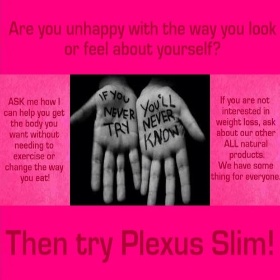 Are you unhappy with the way you look
or feel about yourself?
ASK me how I
can help you get
the body you
want without
needing to
exercise or
change the way
you eat!
IF YOU
NEVER
TRY
YOU'LL
NEVER
KNOW
If you are not
interested in
weight loss, ask
about our other
ALL natural
products.
We have some
thing for everyone.
Then try Plexus Slim!